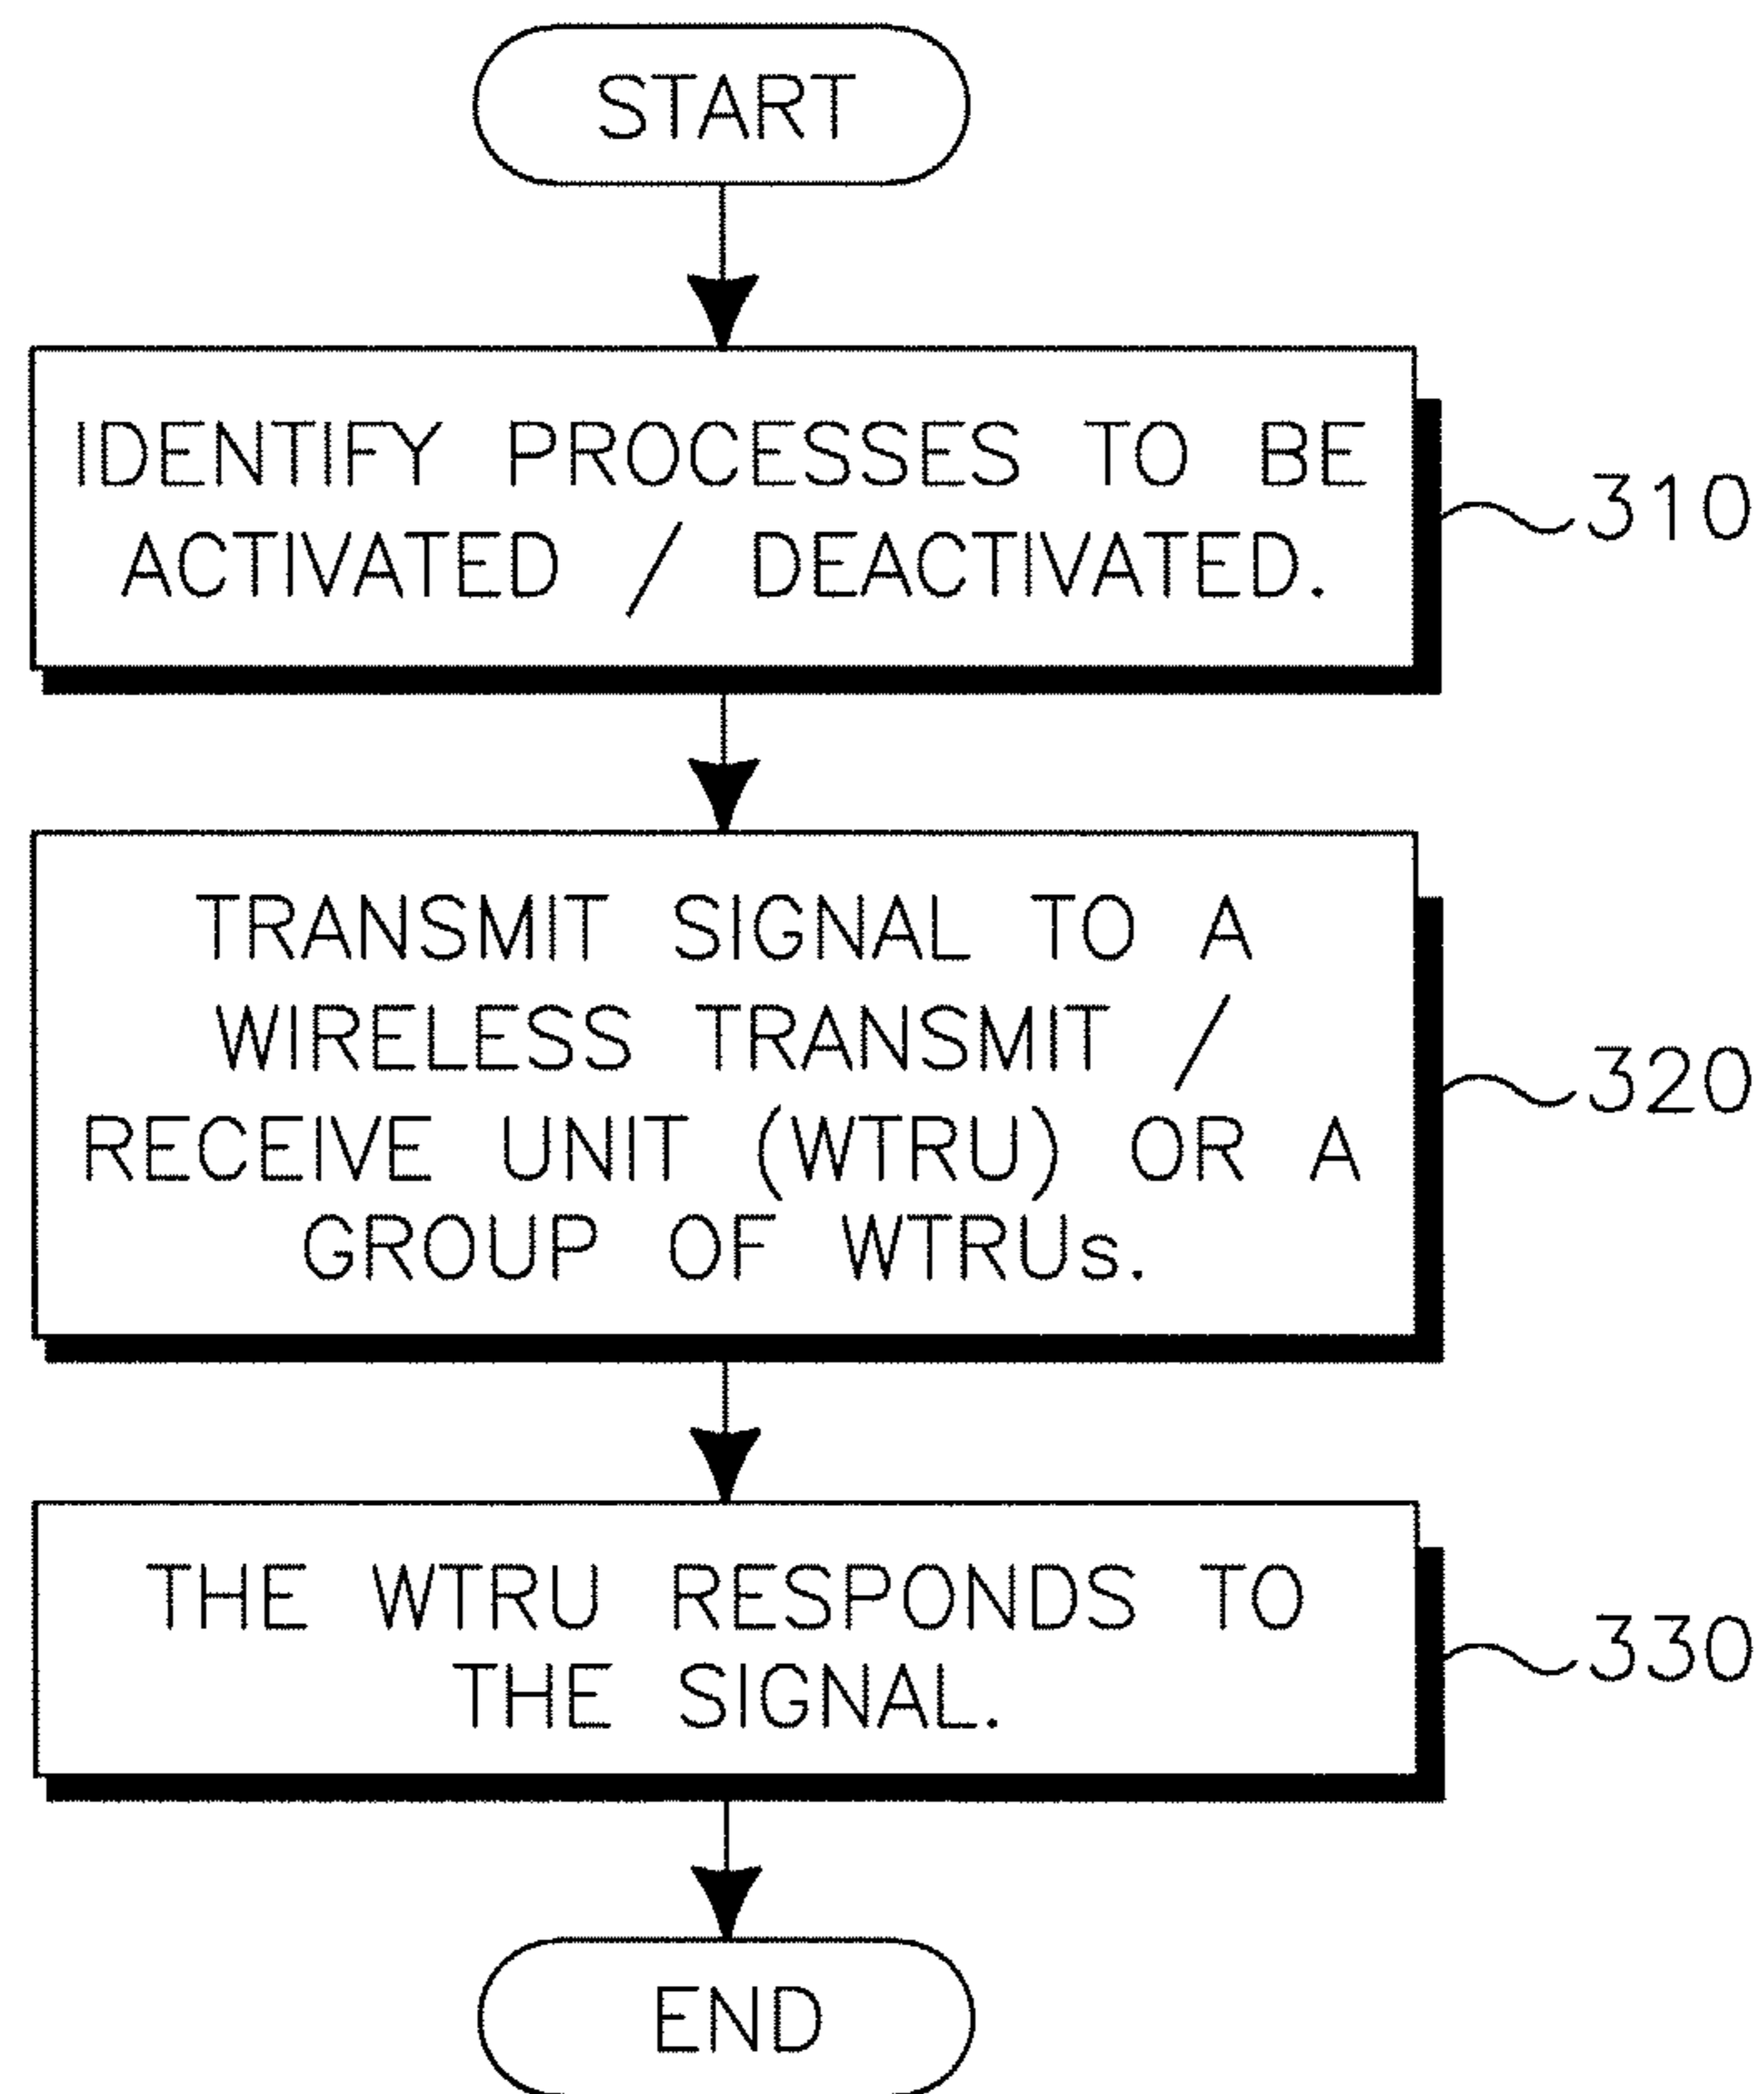 START
IDENTIFY PROCESSES TO BE
ACTIVATED / DEACTIVATED.
310
TRANSMIT SIGNAL TO A
WIRELESS TRANSMIT /
RECEIVE UNIT (WTRU) OR A
GROUP OF WTRUs.
320
THE WTRU RESPONDS TO
THE SIGNAL.
330
END